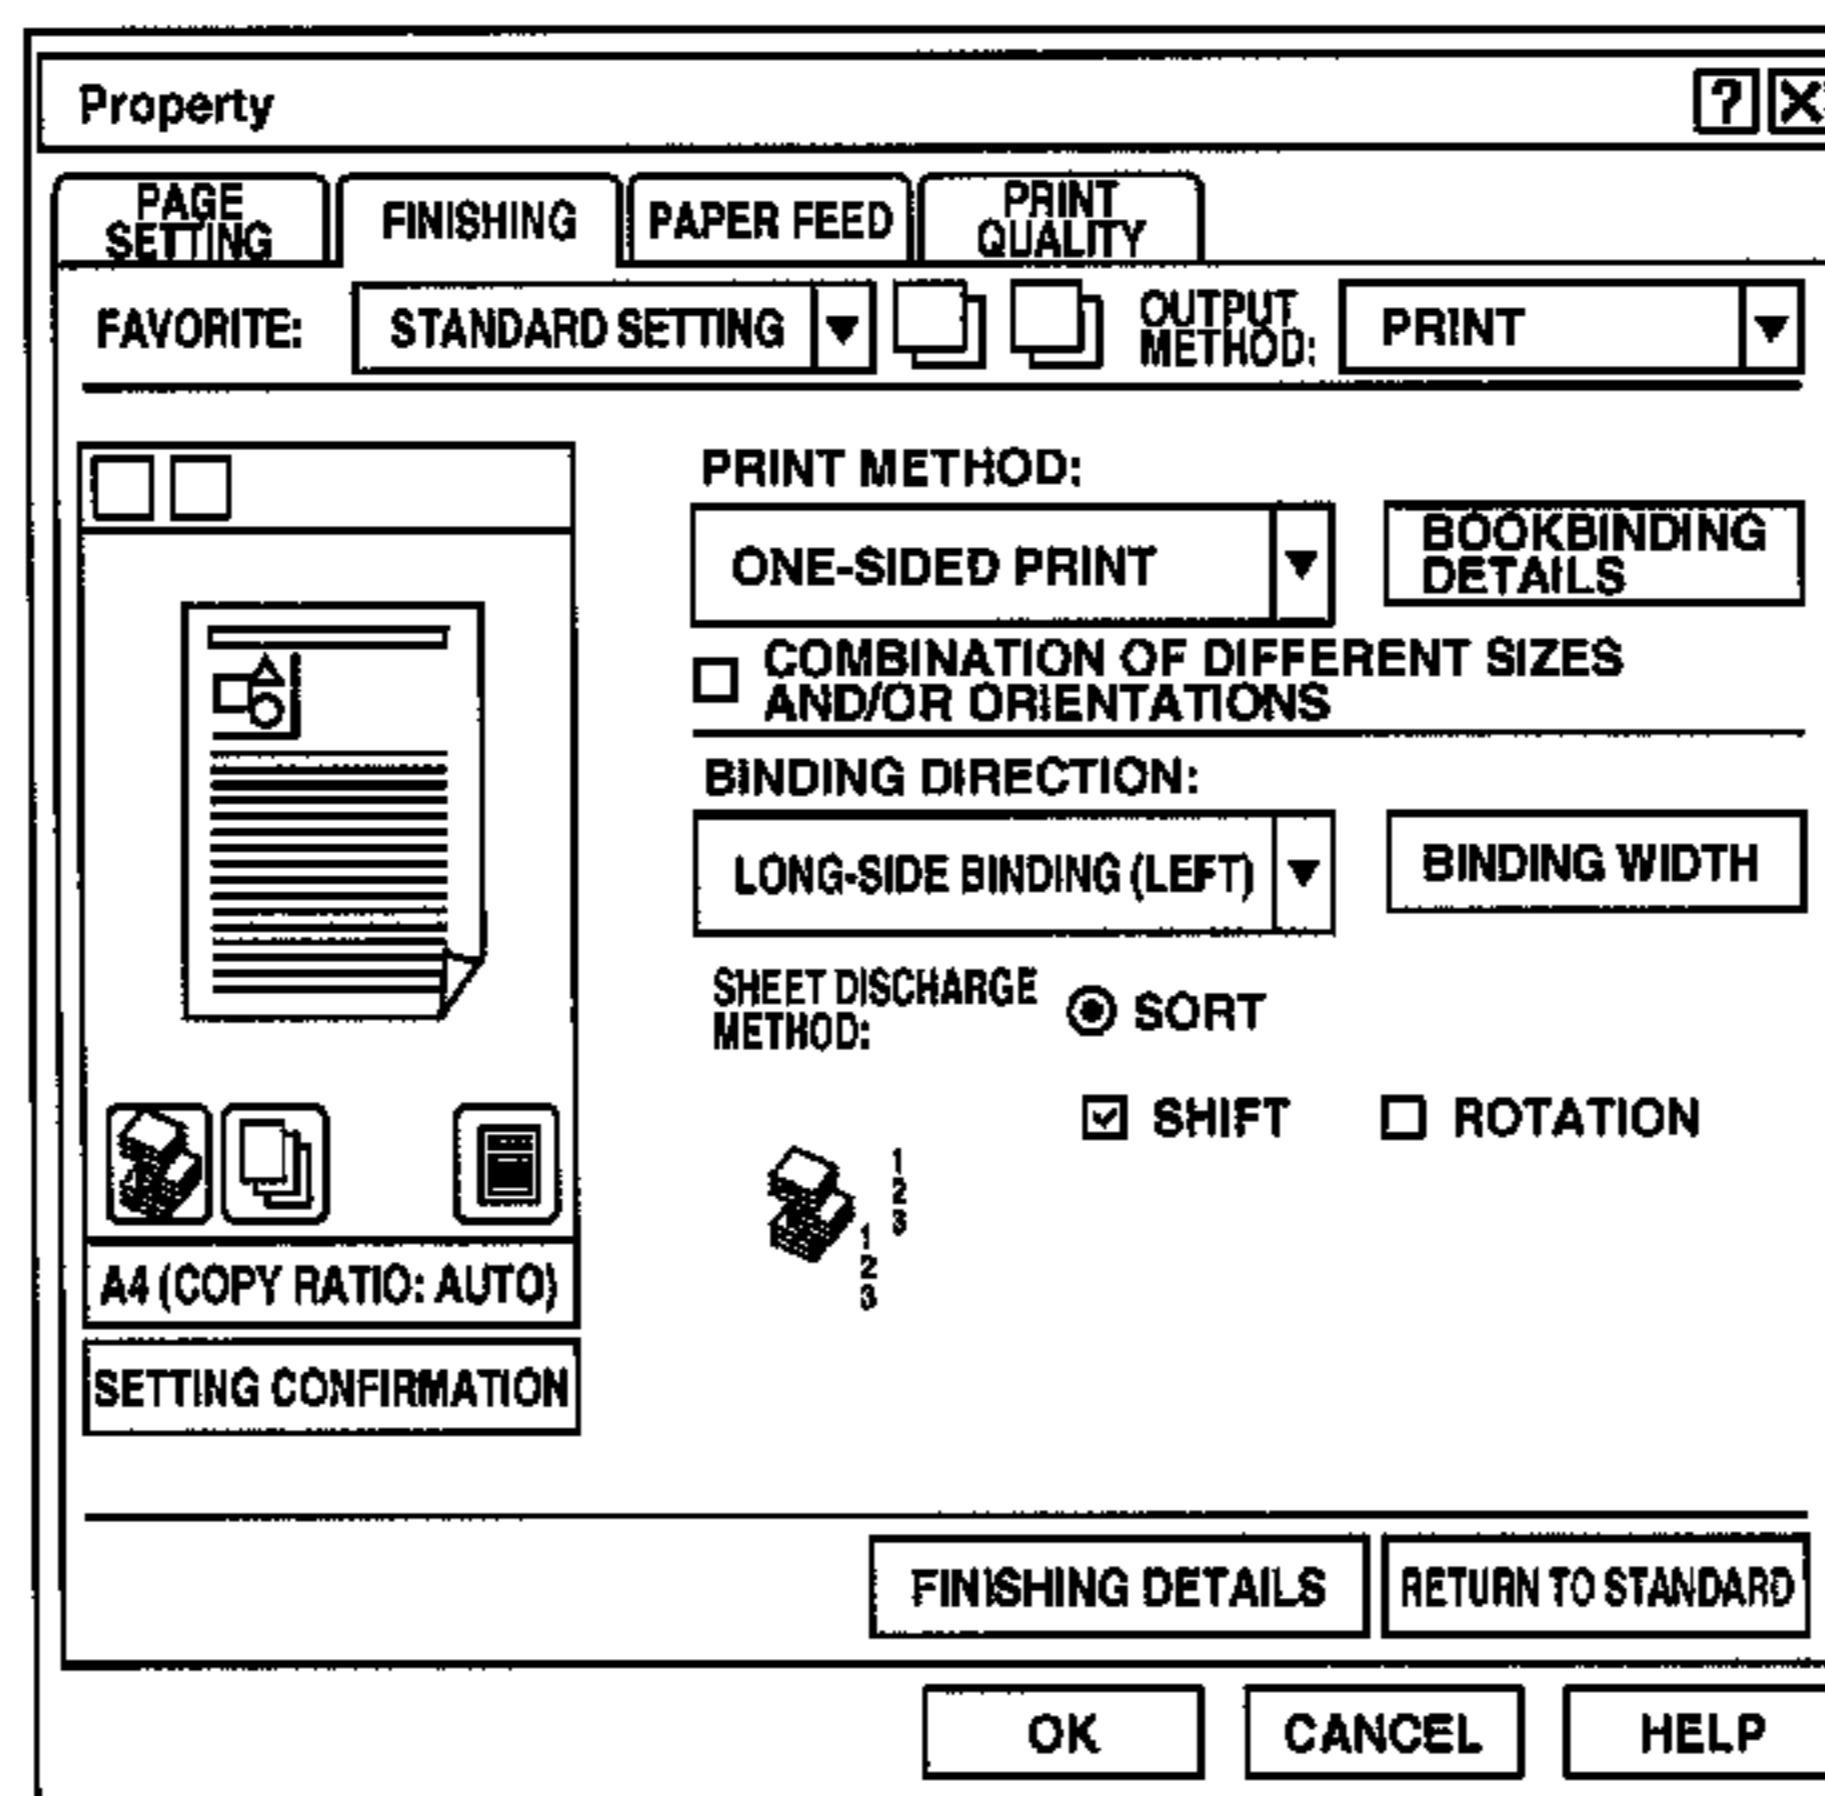 Property
?
PAGE
SETTING
FINISHING
PAPER FEED
PRINT
QUALITY
FAVORITE:
STANDARD SETTING
OUTPUT
METHOD:
PRINT
PRINT METHOD:
ONE-SIDED PRINT
BOOKBINDING
DETAILS
COMBINATION OF DIFFERENT SIZES
AND/OR ORIENTATIONS
BINDING DIRECTION:
LONG-SIDE BINDING (LEFT)
BINDING WIDTH
SHEET DISCHARGE
METHOD:
SORT
SHIFT
ROTATION
1
2
3
1
2
3
A4 (COPY RATIO: AUTO)
SETTING CONFIRMATION
FINISHING DETAILS
RETURN TO STANDARD
OK
CANCEL
HELP